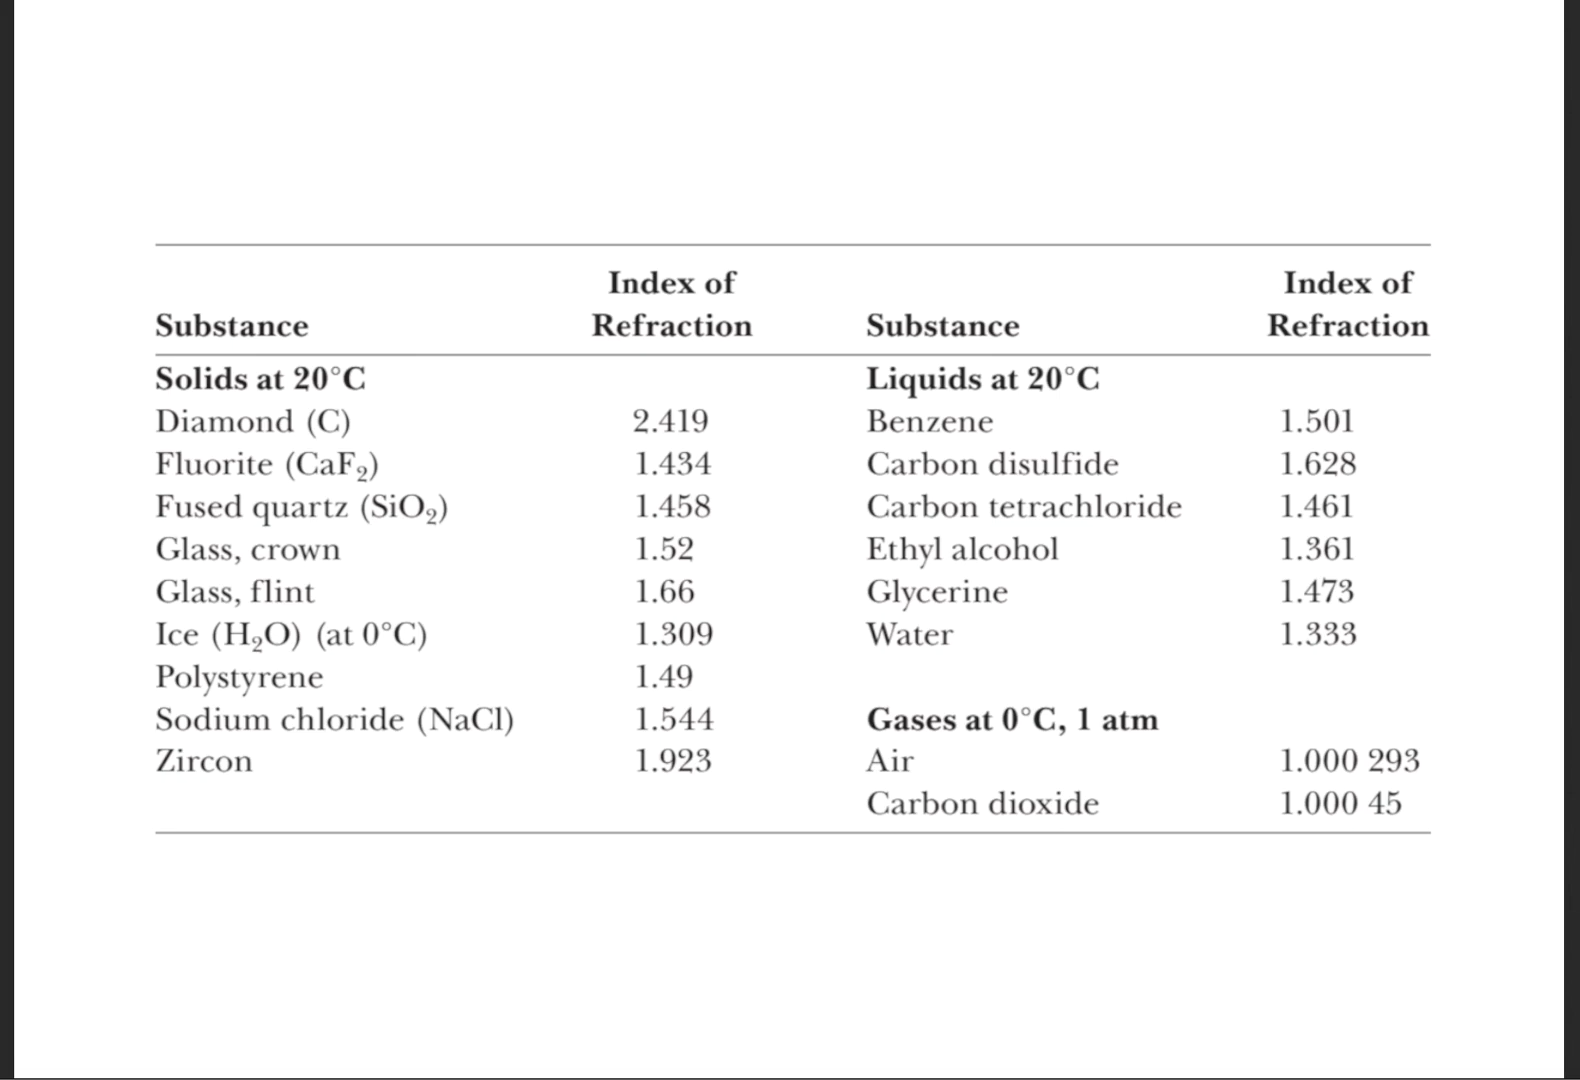 Substance Index of Refraction Substance Index of Refraction
Solids at 20°C Liquids at 20°C
Diamond (C) 2.419 Benzene 1.501
Fluorite (CaF₂) 1.434 Carbon disulfide 1.628
Fused quartz (SiO₂) 1.458 Carbon tetrachloride 1.461
Glass, crown 1.52 Ethyl alcohol 1.361
Glass, flint 1.66 Glycerine 1.473
Ice (H₂O) (at 0°C) 1.309 Water 1.333
Polystyrene 1.49
Sodium chloride (NaCl) 1.544 Gases at 0°C, 1 atm
Zircon 1.923 Air 1.000 293
Carbon dioxide 1.000 45